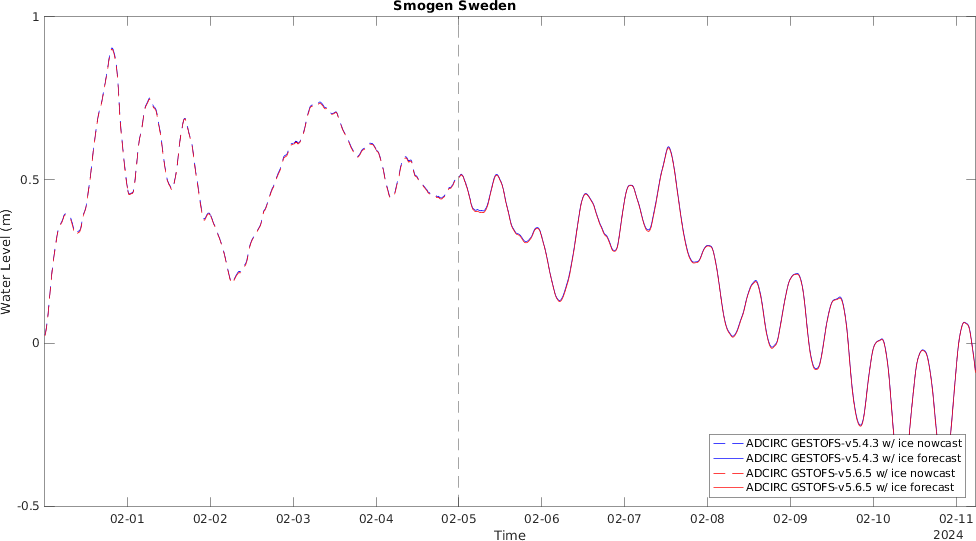 Smogen Sweden
1
0.5
0
-0.5
Water Level (m)
ADCIRC GESTOFS-v5.4.3 w/ ice nowcast
ADCIRC GESTOFS-v5.4.3 w/ ice forecast
ADCIRC GSTOFS-v5.6.5 w/ ice nowcast
ADCIRC GSTOFS-v5.6.5 w/ ice forecast
02-01 02-02 02-03 02-04 02-05 02-06 02-07 02-08 02-09 02-10 02-11
Time 2024